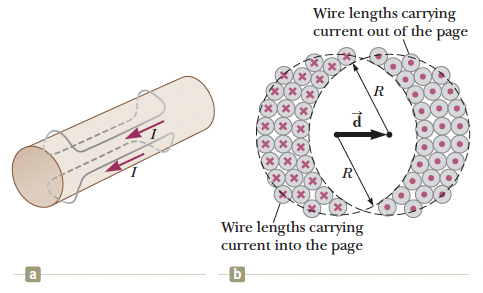 Wire lengths carrying
current out of the page
R
d
I
I
R
Wire lengths carrying
current into the page
a
b